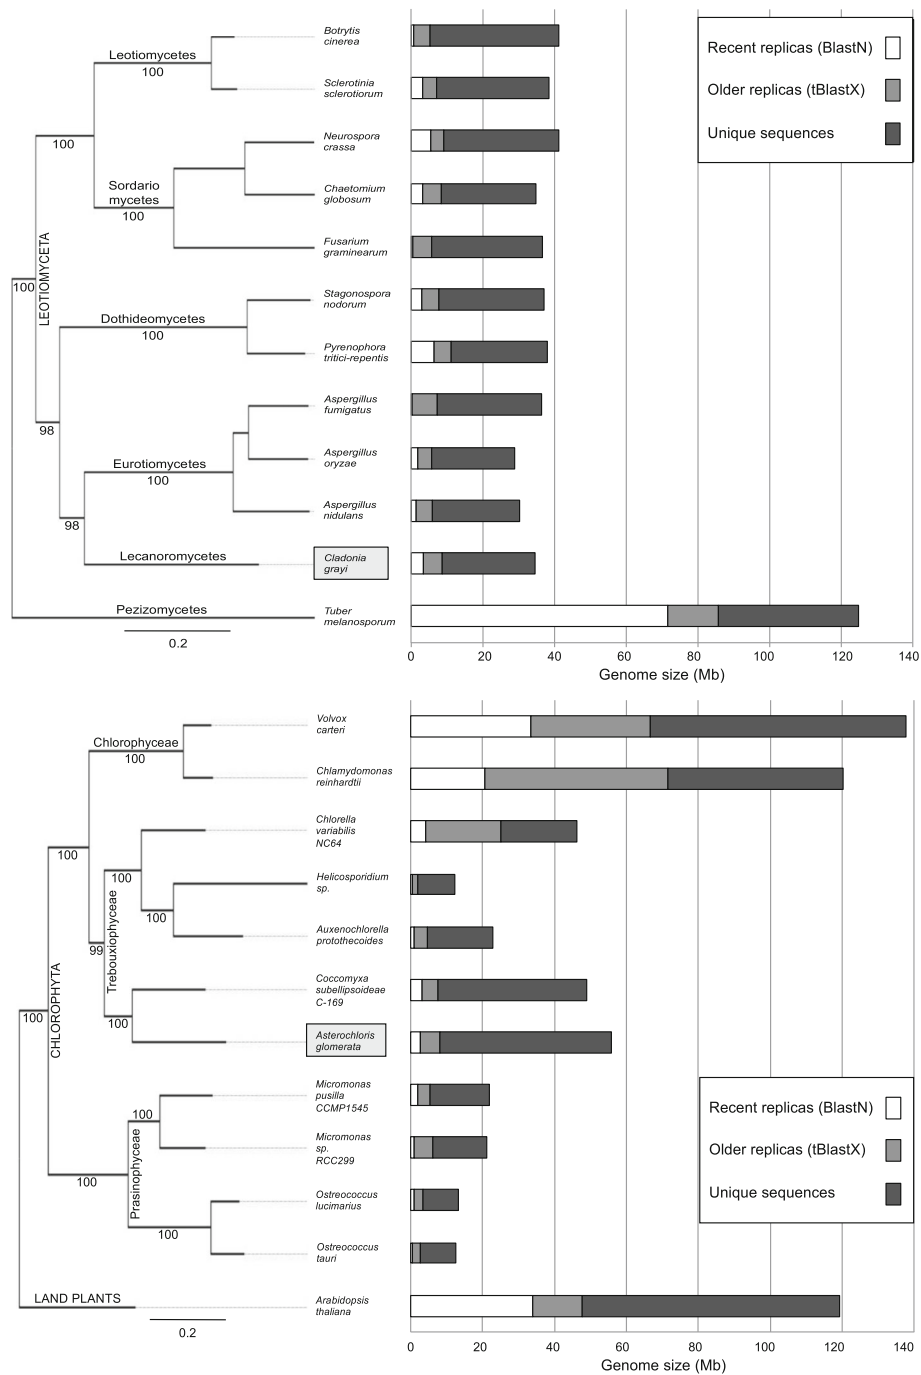 Botrytis
cinerea
Leotiomycetes
100
Sclerotinia
sclerotiorum
Neurospora
crassa
100
Sordario
mycetes
100
Chaetomium
globosum
Fusarium
graminearum
LEOTIOMYCETA
100
Stagonospora
nodorum
Dothideomycetes
100
Pyrenophora
tritici-repentis
Aspergillus
fumigatus
98
Aspergillus
oryzae
Eurotiomycetes
100
Aspergillus
nidulans
98
Lecanoromycetes
Cladonia
grayi
Pezizomycetes
Tuber
melanosporum
0.2
Recent replicas (BlastN)
Older replicas (tBlastX)
Unique sequences
0 20 40 60 80 100 120 140
Genome size (Mb)
Volvox
carteri
Chlorophyceae
100
Chlamydomonas
reinhardtii
Chlorella
variabilis
NC64
100
100
Helicosporidium
sp.
100
Auxenochlorella
protothecoides
Trebouxiophyceae
99
Coccomyxa
subellipsoideae
C-169
CHLOROPHYTA
100
100
Asterochloris
glomerata
Micromonas
pusilla
CCMP1545
100
Micromonas
sp.
RCC299
Prasinophyceae
100
Ostreococcus
lucimarius
100
Ostreococcus
tauri
LAND PLANTS
Arabidopsis
thaliana
0.2
Recent replicas (BlastN)
Older replicas (tBlastX)
Unique sequences
0 20 40 60 80 100 120 140
Genome size (Mb)